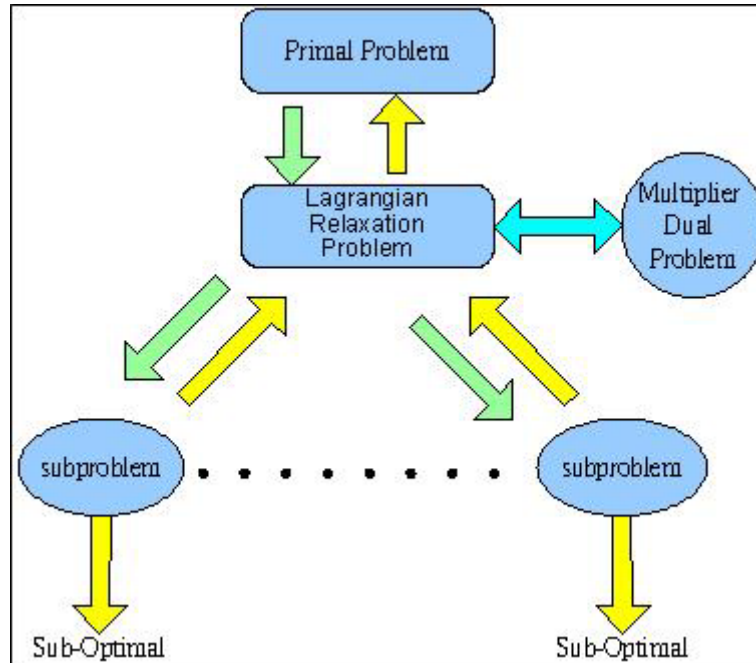 Primal Problem
Lagrangian
Relaxation
Problem
Multiplier
Dual
Problem
subproblem
subproblem
Sub-Optimal
Sub-Optimal